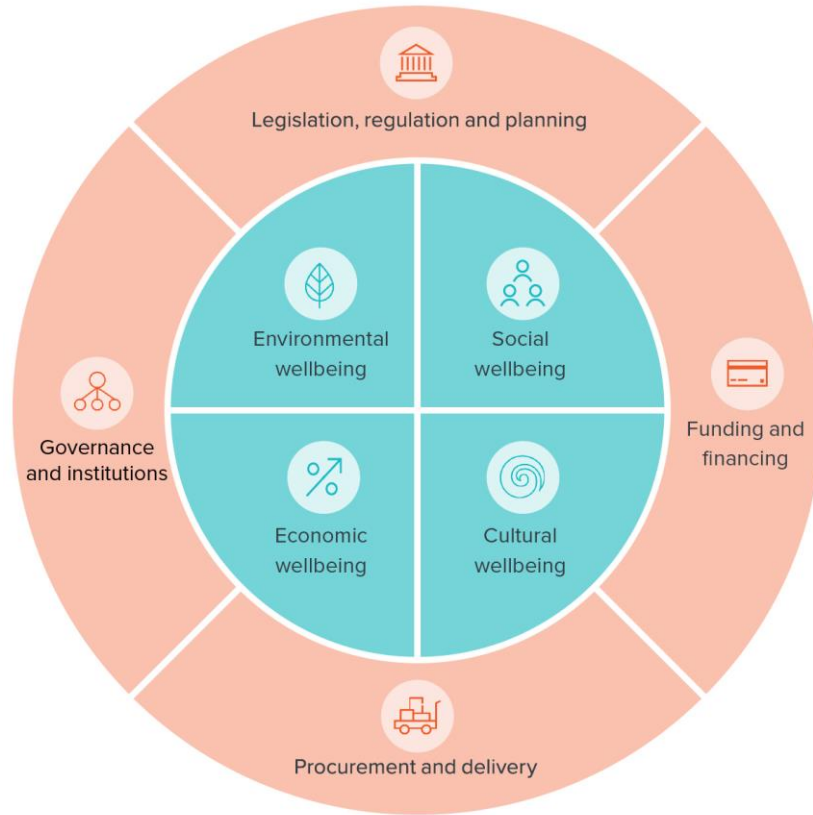 Legislation, regulation and planning
Environmental
wellbeing
Social
wellbeing
Governance
and institutions
Funding and
financing
Economic
wellbeing
Cultural
wellbeing
Procurement and delivery